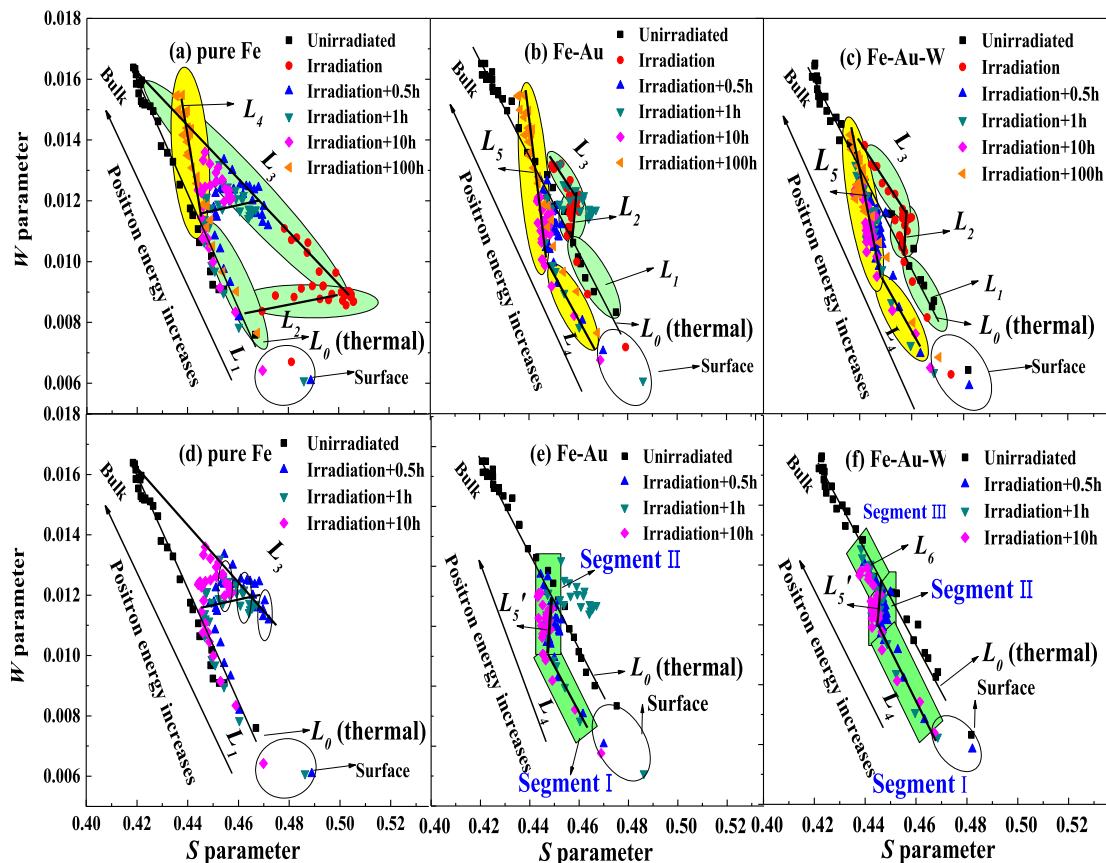 0.018
0.016
0.014
0.012
0.010
0.008
0.006
0.018
0.016
0.014
0.012
0.010
0.008
0.006
W parameter
W parameter
(a) pure Fe
Unirradiated
Irradiation
Irradiation+0.5h
Irradiation+1h
Irradiation+10h
Irradiation+100h
Bulk
L4
L3
L2
L1
L0 (thermal)
Surface
Positron energy increases
(b) Fe-Au
Unirradiated
Irradiation
Irradiation+0.5h
Irradiation+1h
Irradiation+10h
Irradiation+100h
Bulk
L5
L3
L2
L1
L0 (thermal)
L4
Surface
Positron energy increases
(c) Fe-Au-W
Unirradiated
Irradiation
Irradiation+0.5h
Irradiation+1h
Irradiation+10h
Irradiation+100h
Bulk
L3
L5
L2
L1
L0 (thermal)
L4
Surface
Positron energy increases
(d) pure Fe
Unirradiated
Irradiation+0.5h
Irradiation+1h
Irradiation+10h
Bulk
L3
L1
L0 (thermal)
Surface
Positron energy increases
(e) Fe-Au
Unirradiated
Irradiation+0.5h
Irradiation+1h
Irradiation+10h
Bulk
Segment II
L5'
L0 (thermal)
L4
Surface
Segment I
Positron energy increases
(f) Fe-Au-W
Unirradiated
Irradiation+0.5h
Irradiation+1h
Irradiation+10h
Bulk
Segment III
L6
L5'
Segment II
L0 (thermal)
Surface
L4
Segment I
Positron energy increases
0.40 0.42 0.44 0.46 0.48 0.50 0.52
0.40 0.42 0.44 0.46 0.48 0.50 0.52
0.40 0.42 0.44 0.46 0.48 0.50 0.52
S parameter
S parameter
S parameter